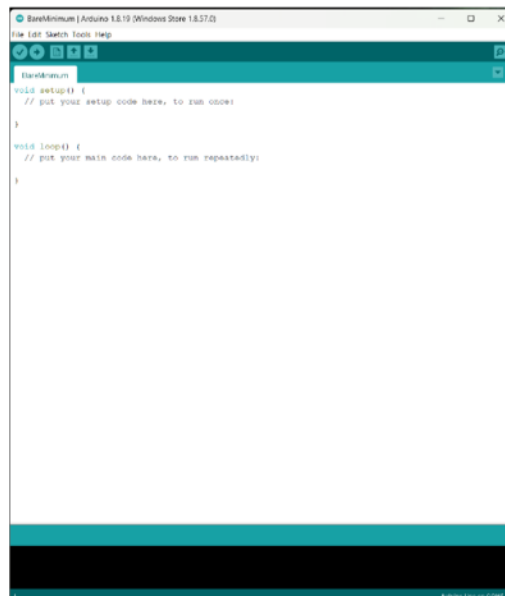 BareMinimum | Arduino 1.8.19 (Windows Store 1.8.57.0)
File Edit Sketch Tools Help
BareMinimum
void setup() {
// put your setup code here, to run once:
}
void loop() {
// put your main code here, to run repeatedly:
}